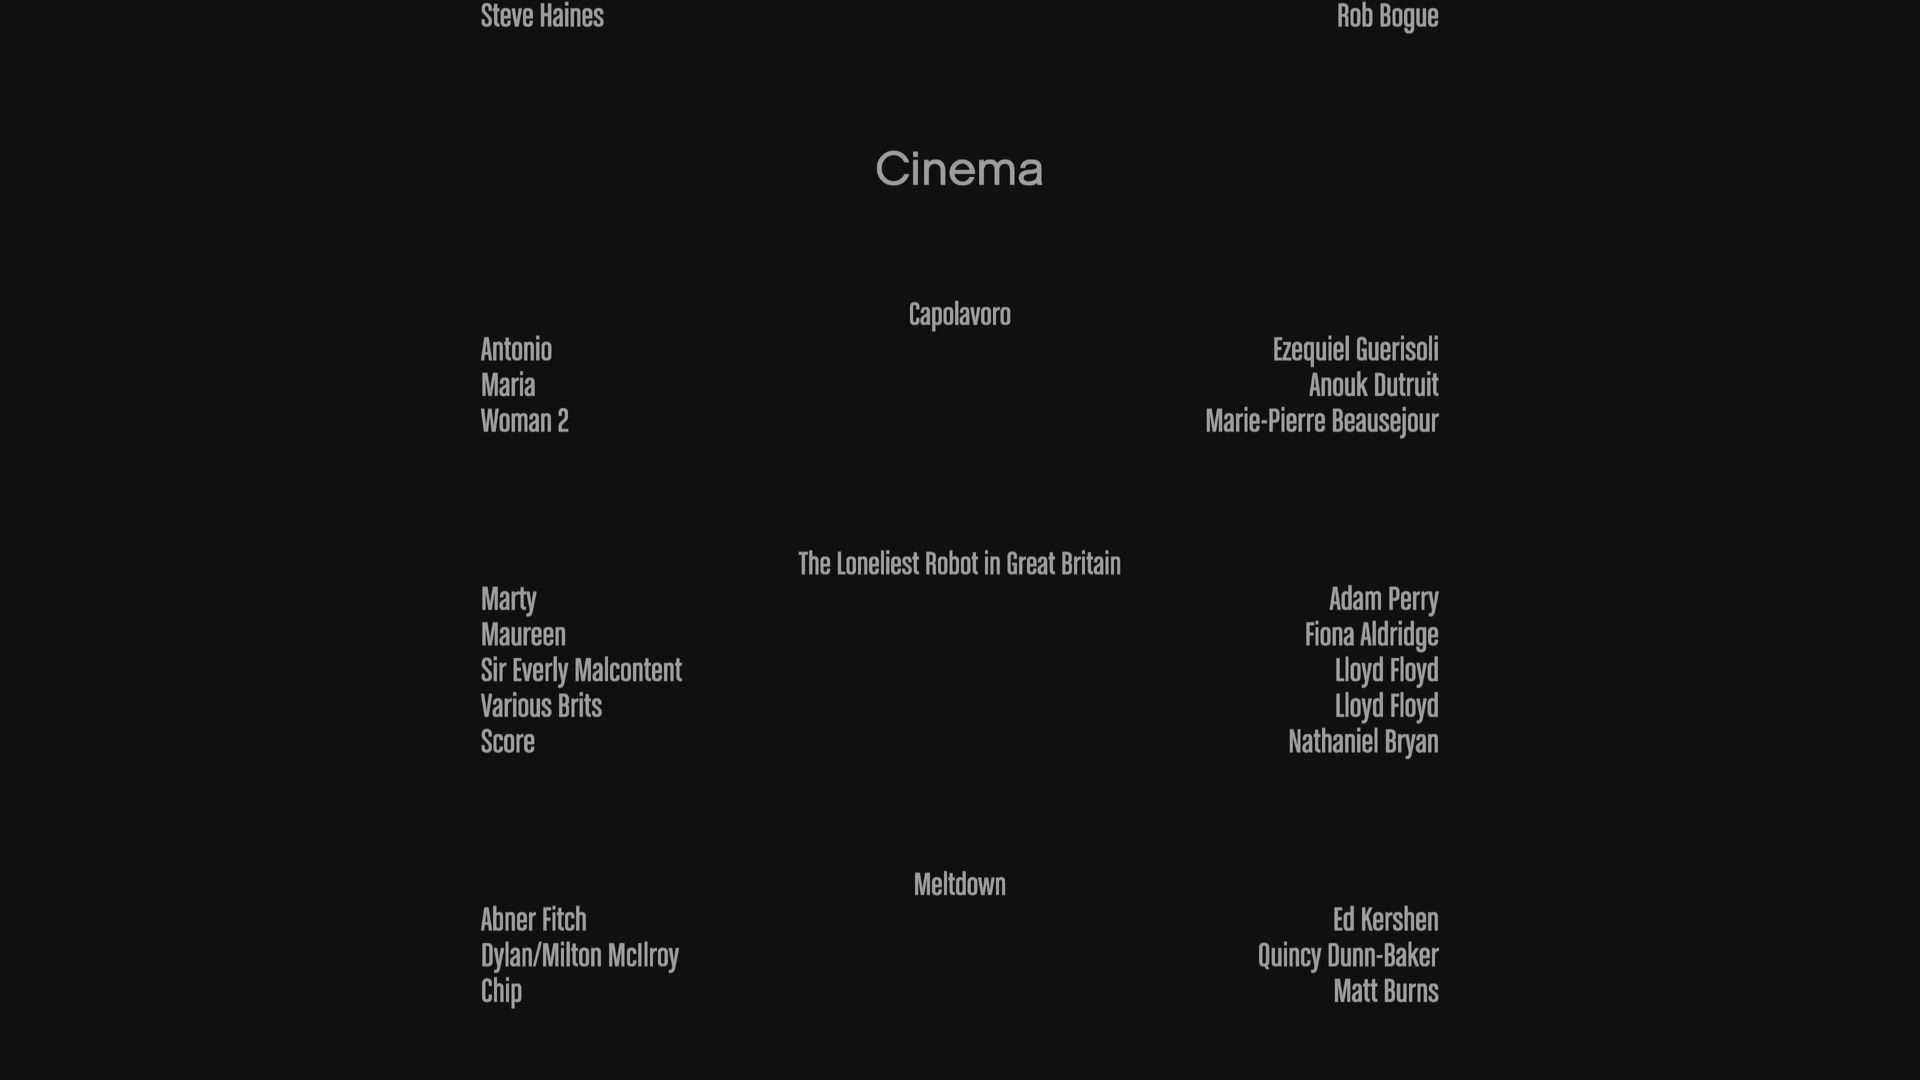 Steve Haines Rob Bogue
Cinema
Capolavoro
Antonio Ezequiel Guerisoli
Maria Anouk Dutruit
Woman 2 Marie-Pierre Beausejour
The Loneliest Robot in Great Britain
Marty Adam Perry
Maureen Fiona Aldridge
Sir Everly Malcontent Lloyd Floyd
Various Brits Lloyd Floyd
Score Nathaniel Bryan
Meltdown
Abner Fitch Ed Kershen
Dylan/Milton McIlroy Quincy Dunn-Baker
Chip Matt Burns